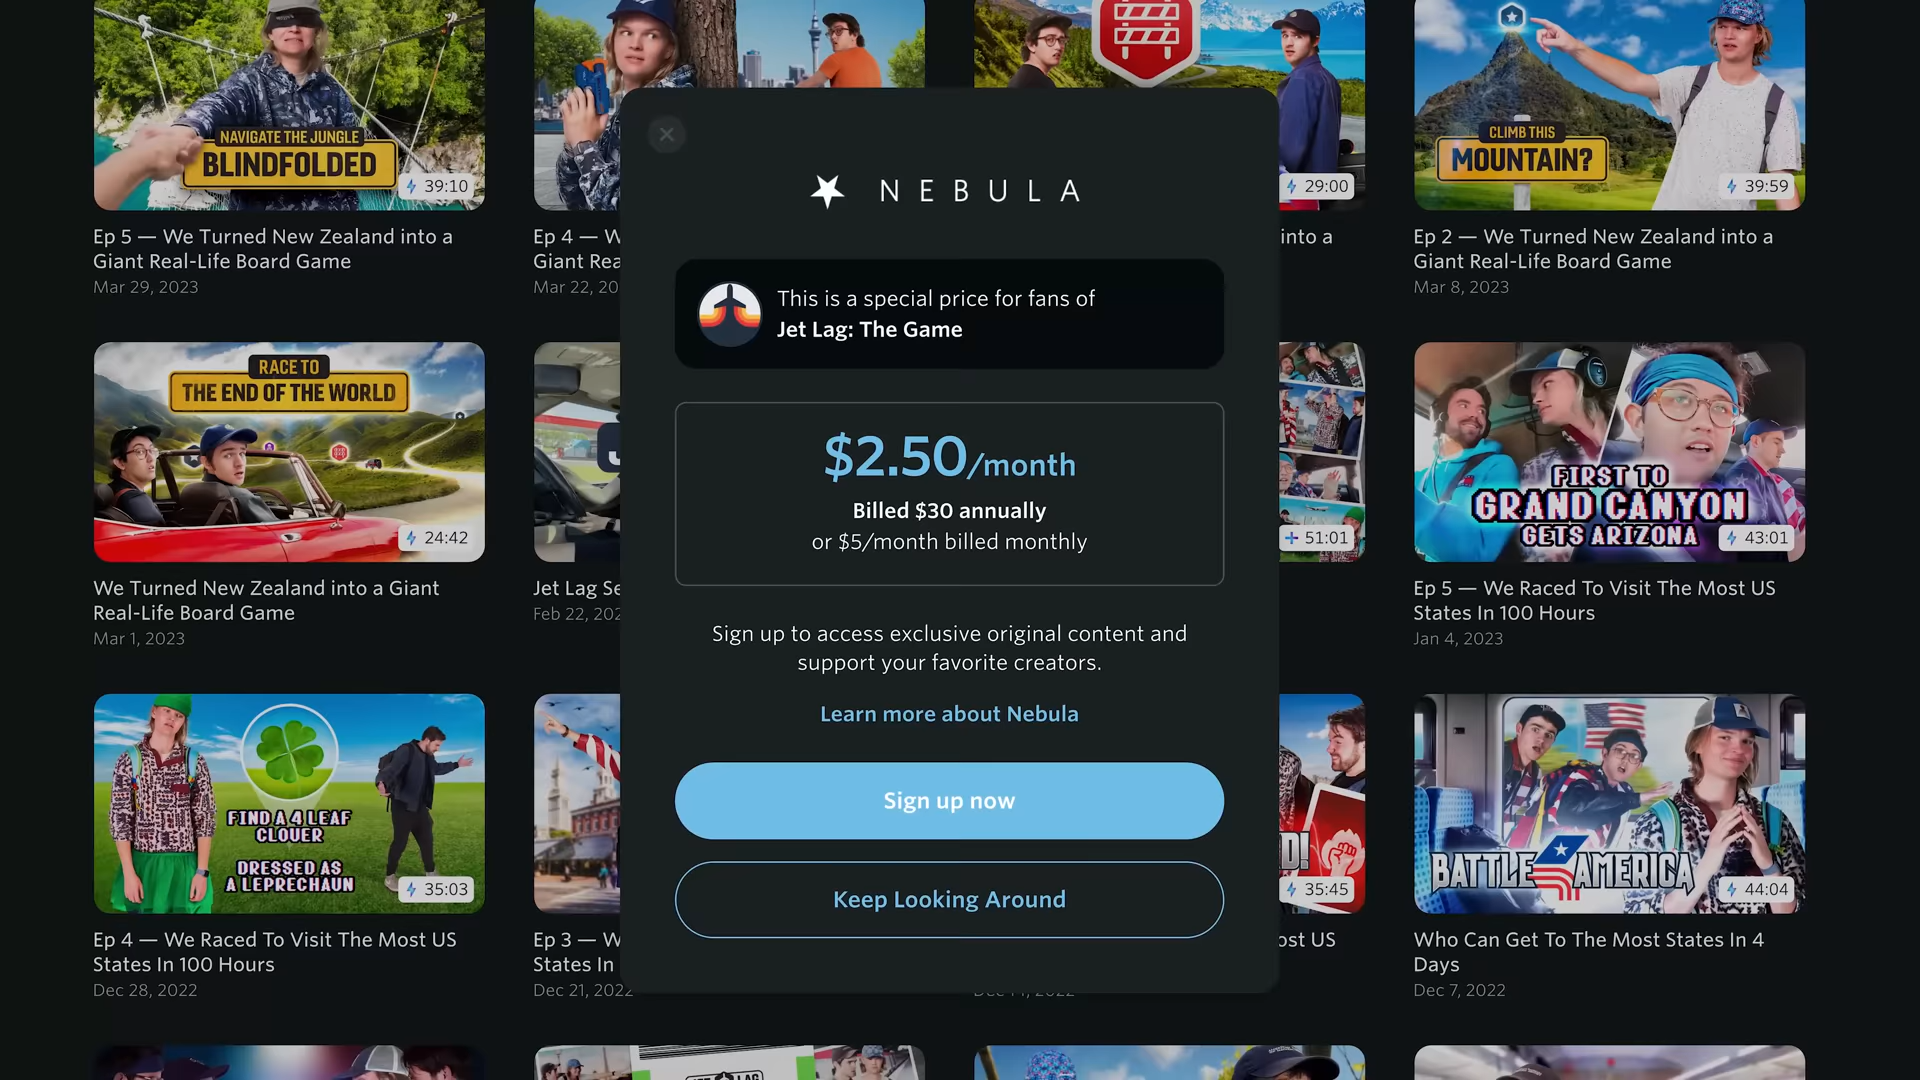 NAVIGATE THE JUNGLE
BLINDFOLDED
39:10
Ep 5 — We Turned New Zealand into a
Giant Real-Life Board Game
Mar 29, 2023
Ep 4 — W
Giant Rea
Mar 22, 20
29:00
into a
CLIMB THIS
MOUNTAIN?
39:59
Ep 2 — We Turned New Zealand into a
Giant Real-Life Board Game
Mar 8, 2023
NEBULA
This is a special price for fans of
Jet Lag: The Game
$2.50/month
Billed $30 annually
or $5/month billed monthly
Sign up to access exclusive original content and
support your favorite creators.
Learn more about Nebula
Sign up now
Keep Looking Around
RACE TO
THE END OF THE WORLD
24:42
We Turned New Zealand into a Giant
Real-Life Board Game
Mar 1, 2023
Jet Lag Se
Feb 22, 202
51:01
FIRST TO
GRAND CANYON
GETS ARIZONA
43:01
Ep 5 — We Raced To Visit The Most US
States In 100 Hours
Jan 4, 2023
FIND A 4 LEAF
CLOVER
DRESSED AS
A LEPRECHAUN
35:03
Ep 4 — We Raced To Visit The Most US
States In 100 Hours
Dec 28, 2022
Ep 3 — W
States In
Dec 21, 2022
D!
35:45
ost US
BATTLE AMERICA
44:04
Who Can Get To The Most States In 4
Days
Dec 7, 2022